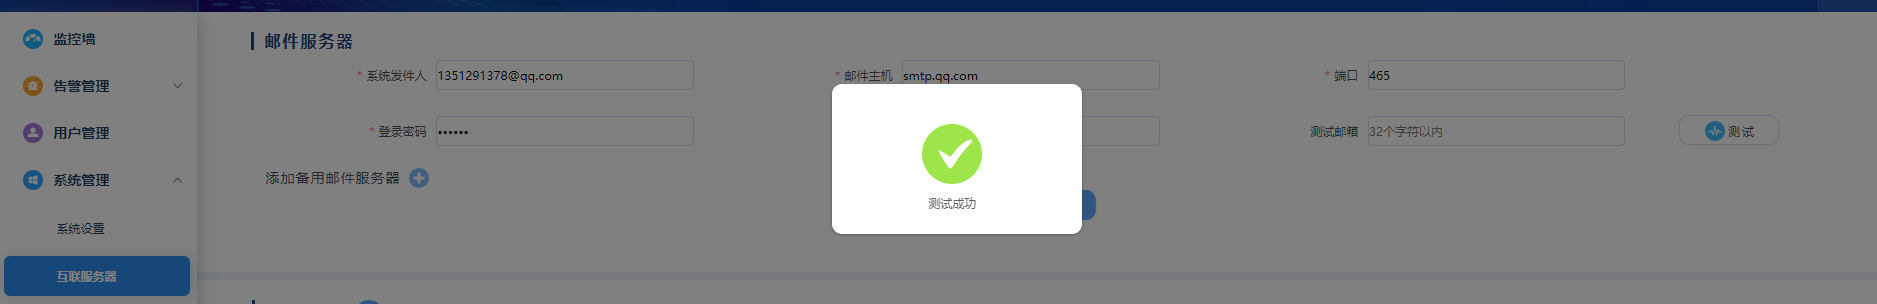 监控墙
告警管理
用户管理
系统管理
系统设置
互联服务器
邮件服务器
* 系统发件人 1351291378@qq.com
* 邮件主机 smtp.qq.com
* 端口 465
* 登录密码 ••••••
测试邮箱 32个字符以内
测试
添加备用邮件服务器
测试成功